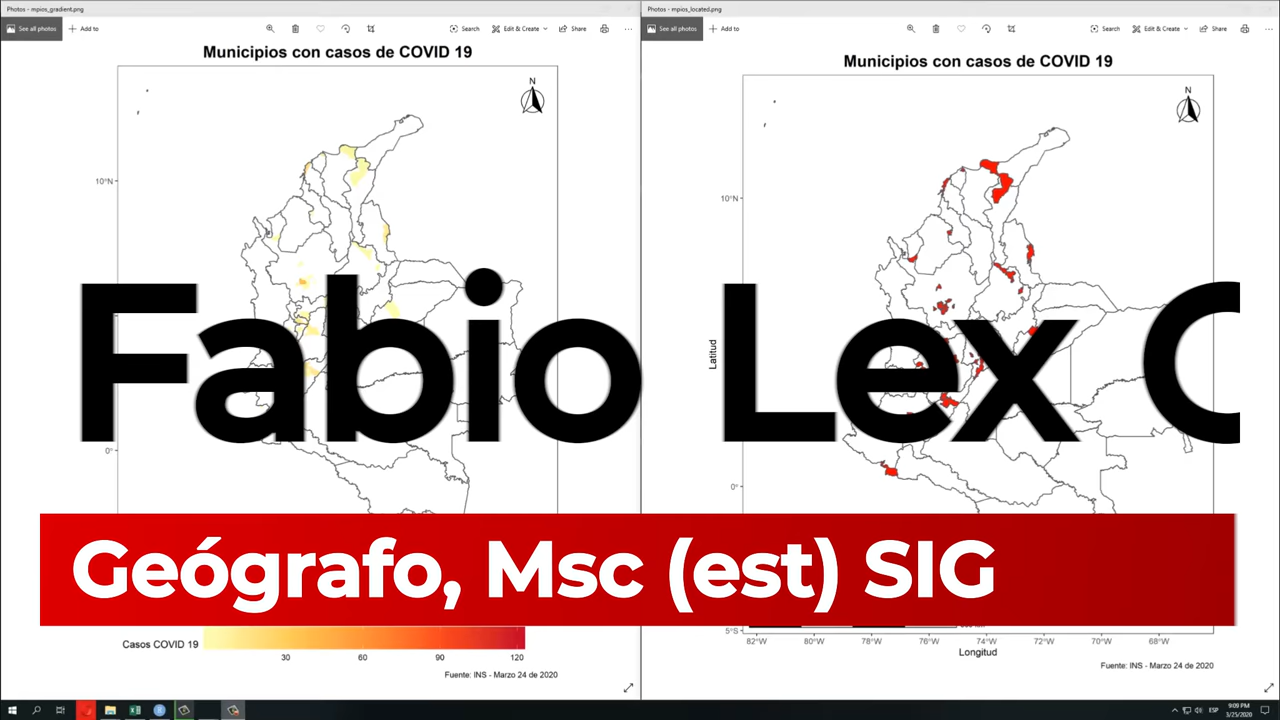 Photos - mpios_gradient.png
See all photos
Add to
Search
Edit & Create
Share
Municipios con casos de COVID 19
N
10°N
0°
Casos COVID 19
30
60
90
120
Fuente: INS - Marzo 24 de 2020
Photos - mpios_located.png
See all photos
Add to
Search
Edit & Create
Share
Municipios con casos de COVID 19
N
10°N
Latitud
0°
5°S
82°W
80°W
78°W
76°W
74°W
72°W
70°W
68°W
Longitud
Fuente: INS - Marzo 24 de 2020
Fabio Lex C
Geógrafo, Msc (est) SIG
ESP
9:09 PM
3/25/2020